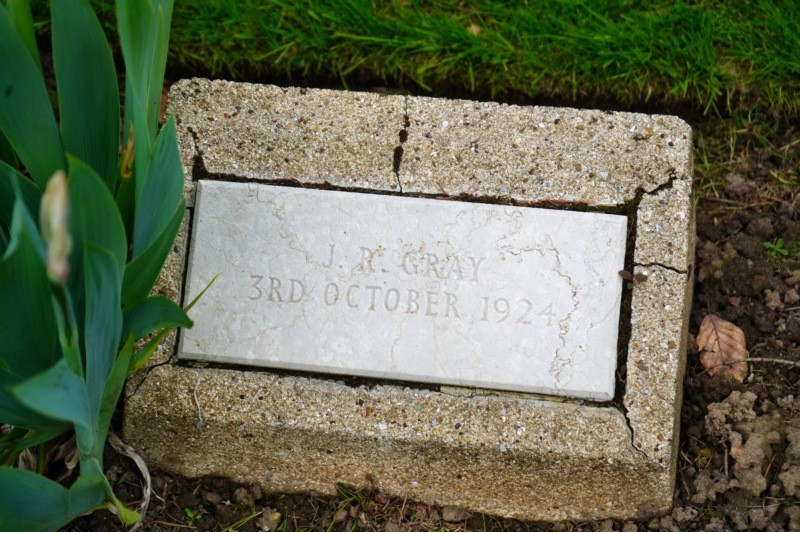 J. R. GRAY
3RD OCTOBER 1924